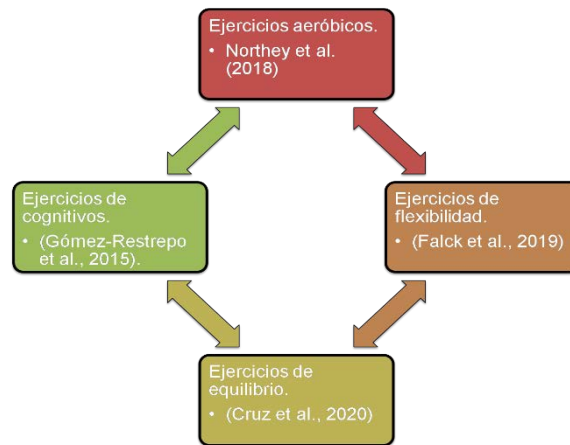 Ejercicios aeróbicos.
• Northey et al.
(2018)
Ejercicios de
cognitivos.
• (Gómez-Restrepo
et al., 2015).
Ejercicios de
flexibilidad.
• (Falck et al., 2019)
Ejercicios de
equilibrio.
• (Cruz et al., 2020)